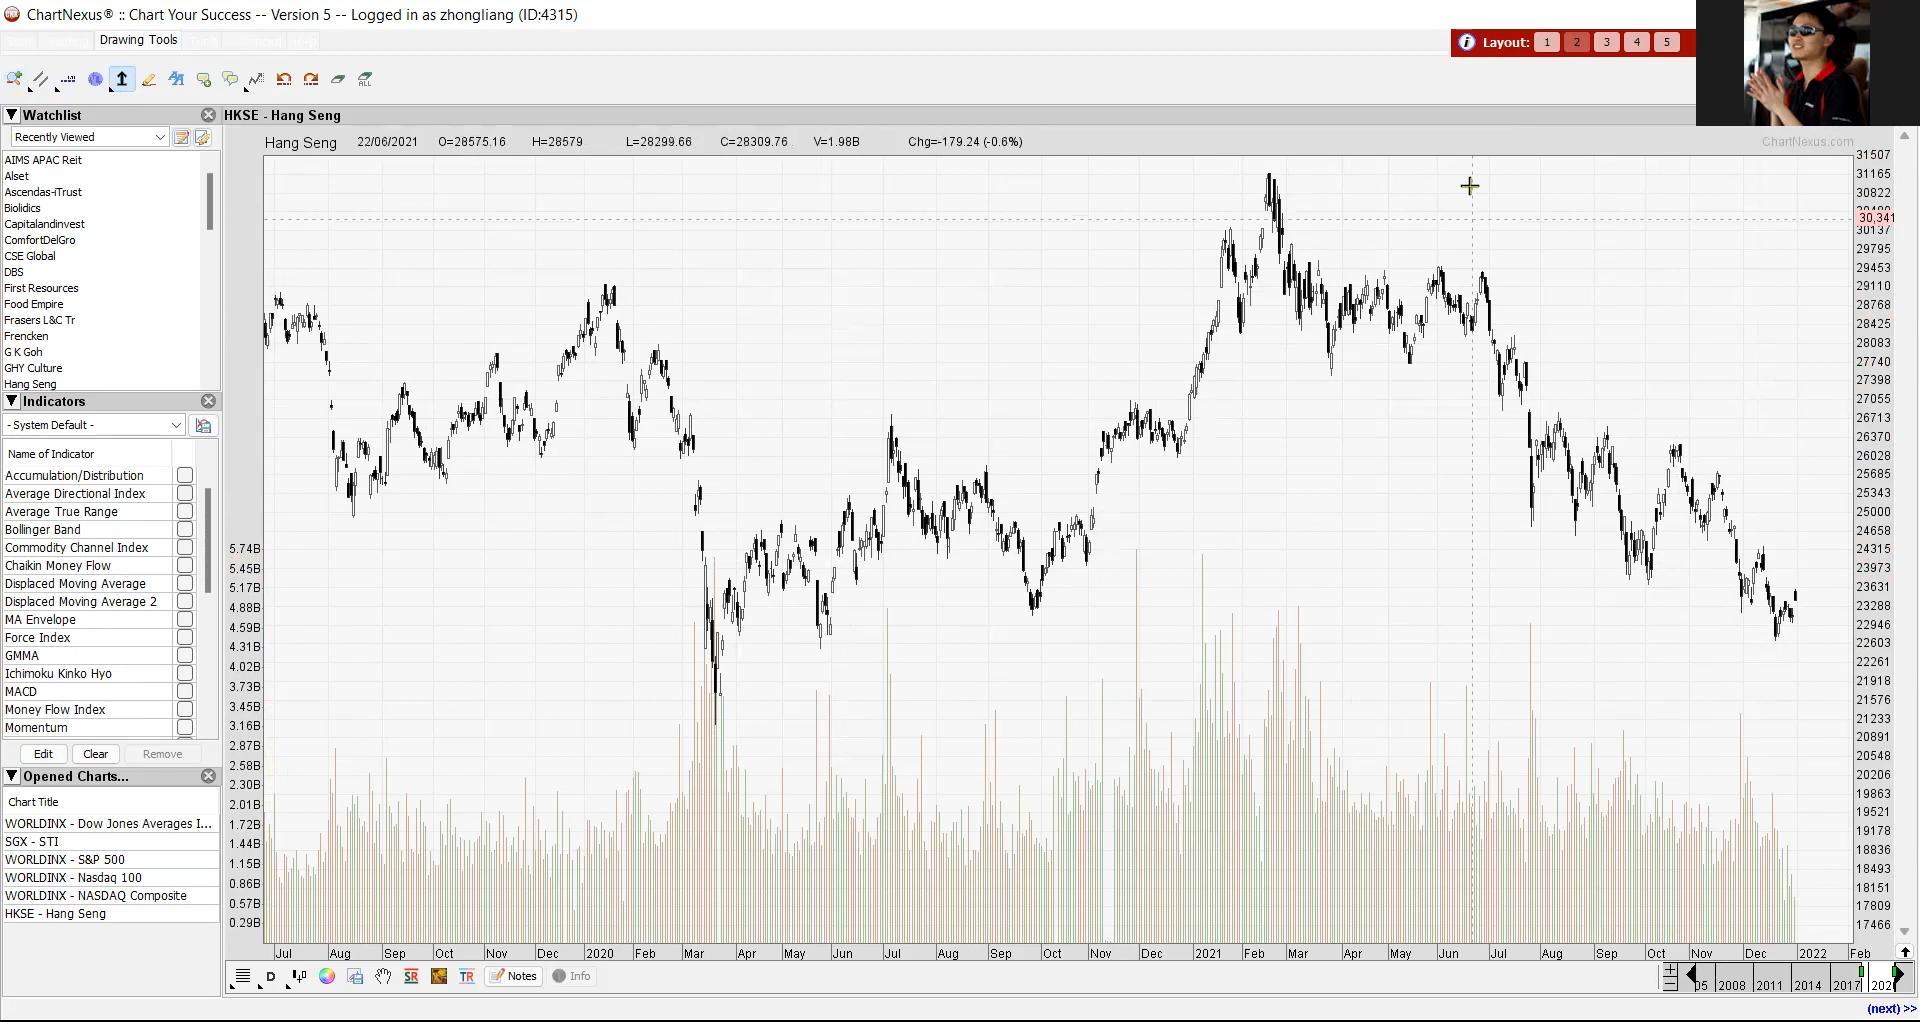 ChartNexus® :: Chart Your Success -- Version 5 -- Logged in as zhongliang (ID:4315)
Drawing Tools
Layout: 1 2 3 4 5
ALL
Watchlist
Recently Viewed
AIMS APAC Reit
Alset
Ascendas-iTrust
Biolidics
Capitalandinvest
ComfortDelGro
CSE Global
DBS
First Resources
Food Empire
Frasers L&C Tr
Frencken
G K Goh
GHY Culture
Hang Seng
Indicators
- System Default -
Name of Indicator
Accumulation/Distribution
Average Directional Index
Average True Range
Bollinger Band
Commodity Channel Index
Chaikin Money Flow
Displaced Moving Average
Displaced Moving Average 2
MA Envelope
Force Index
GMMA
Ichimoku Kinko Hyo
MACD
Money Flow Index
Momentum
Edit Clear Remove
Opened Charts...
Chart Title
WORLDINX - Dow Jones Averages I...
SGX - STI
WORLDINX - S&P 500
WORLDINX - Nasdaq 100
WORLDINX - NASDAQ Composite
HKSE - Hang Seng
HKSE - Hang Seng
Hang Seng 22/06/2021 O=28575.16 H=28579 L=28299.66 C=28309.76 V=1.98B Chg=-179.24 (-0.6%)
ChartNexus.com
31507
31165
30822
30,341
30137
29795
29453
29110
28768
28425
28083
27740
27398
27055
26713
26370
26028
25685
25343
25000
24658
24315
23973
23631
23288
22946
22603
22261
21918
21576
21233
20891
20548
20206
19863
19521
19178
18836
18493
18151
17809
17466
5.74B
5.45B
5.17B
4.88B
4.59B
4.31B
4.02B
3.73B
3.45B
3.16B
2.87B
2.58B
2.30B
2.01B
1.72B
1.44B
1.15B
0.86B
0.57B
0.29B
Jul Aug Sep Oct Nov Dec 2020 Feb Mar Apr May Jun Jul Aug Sep Oct Nov Dec 2021 Feb Mar Apr May Jun Jul Aug Sep Oct Nov Dec 2022 Feb
D SR TR Notes Info
05 2008 2011 2014 2017 202
(next) >>